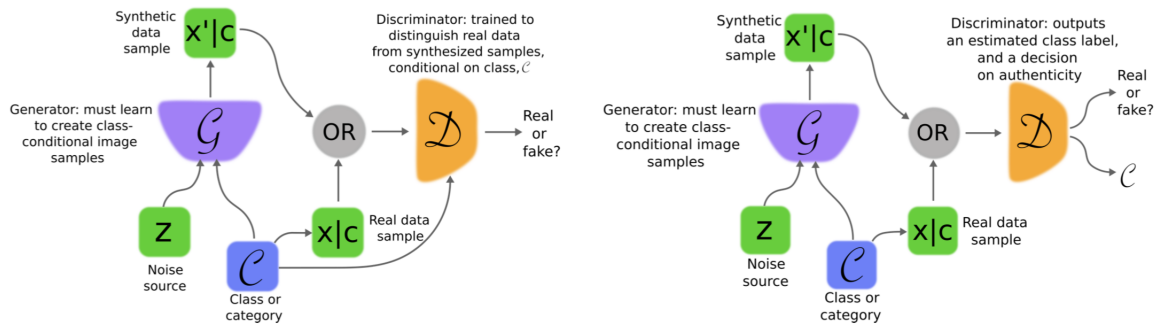 Synthetic
data
sample
x'|c
Discriminator: trained to
distinguish real data
from synthesized samples,
conditional on class, 𝒞
Generator: must learn
to create class-
conditional image
samples
𝒢
OR
𝒟
Real
or
fake?
z
Noise
source
𝒞
Class or
category
x|c
Real data
sample
Synthetic
data
sample
x'|c
Discriminator: outputs
an estimated class label,
and a decision
on authenticity
Generator: must learn
to create class-
conditional image
samples
𝒢
OR
𝒟
Real
or
fake?
𝒞
z
Noise
source
𝒞
Class or
category
x|c
Real data
sample